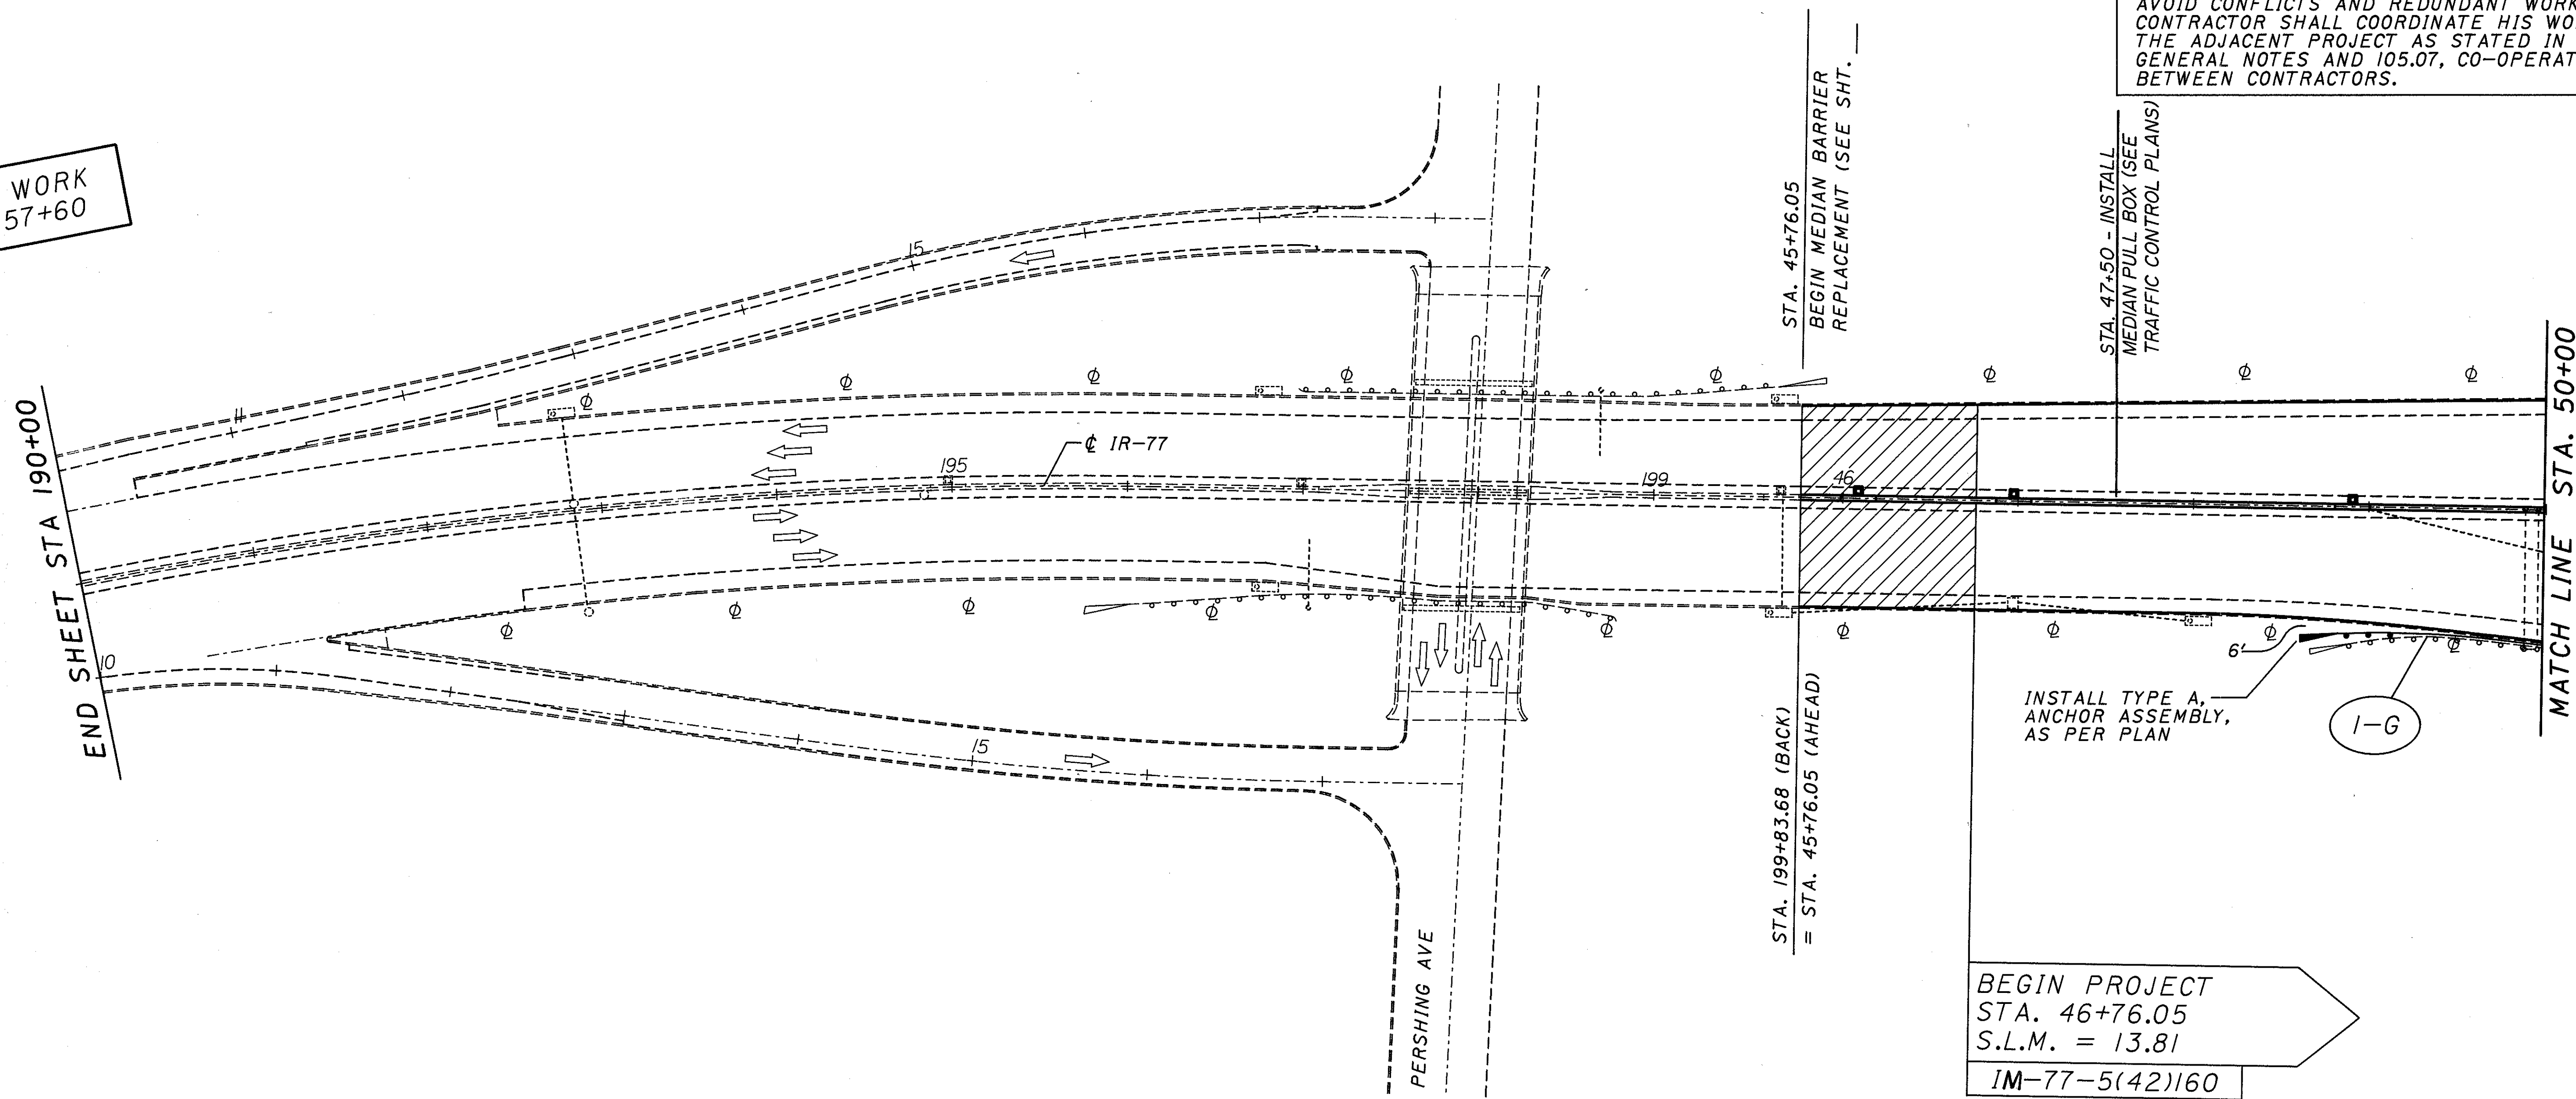 AVOID CONFLICTS AND REDUNDANT WORK
CONTRACTOR SHALL COORDINATE HIS WO
THE ADJACENT PROJECT AS STATED IN
GENERAL NOTES AND 105.07, CO-OPERAT
BETWEEN CONTRACTORS.
WORK
57+60
END SHEET STA 190+00
11
15
195
₵ IR-77
199
46
10
15
STA. 45+76.05
BEGIN MEDIAN BARRIER
REPLACEMENT (SEE SHT. __
STA. 47+50 - INSTALL
MEDIAN PULL BOX (SEE
TRAFFIC CONTROL PLANS)
MATCH LINE STA. 50+00
6'
INSTALL TYPE A,
ANCHOR ASSEMBLY,
AS PER PLAN
1-G
STA. 199+83.68 (BACK)
= STA. 45+76.05 (AHEAD)
PERSHING AVE
BEGIN PROJECT
STA. 46+76.05
S.L.M. = 13.81
IM-77-5(42)160